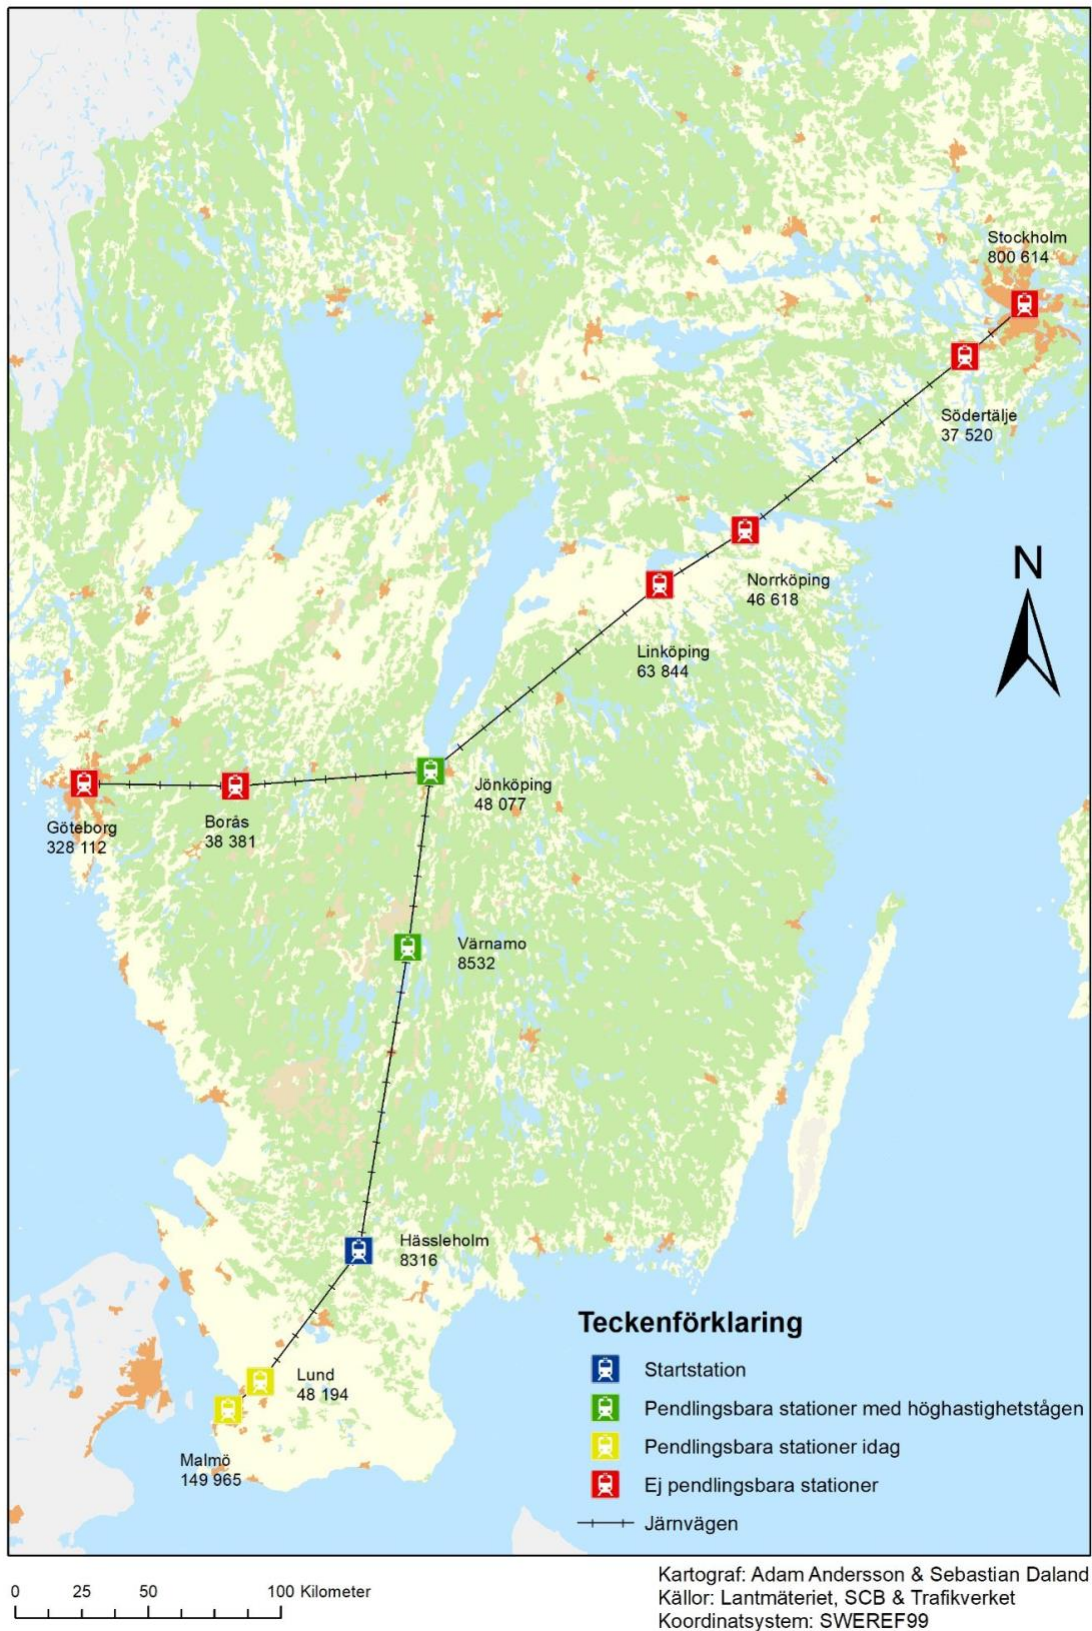 Stockholm
800 614
Södertälje
37 520
N
Norrköping
46 618
Linköping
63 844
Jönköping
48 077
Borås
38 381
Göteborg
328 112
Värnamo
8532
Hässleholm
8316
Lund
48 194
Malmö
149 965
Teckenförklaring
Startstation
Pendlingsbara stationer med höghastighetstågen
Pendlingsbara stationer idag
Ej pendlingsbara stationer
Järnvägen
0 25 50 100 Kilometer
Kartograf: Adam Andersson & Sebastian Daland
Källor: Lantmäteriet, SCB & Trafikverket
Koordinatsystem: SWEREF99